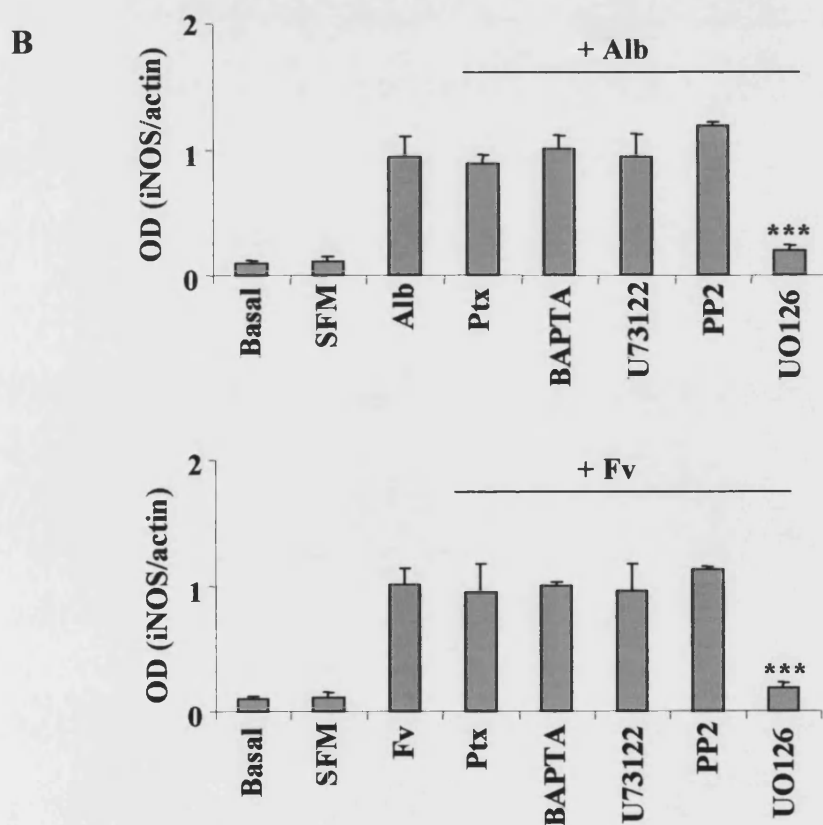 B
+ Alb
OD (iNOS/actin)
2
1
0
Basal
SFM
Alb
Ptx
BAPTA
U73122
PP2
UO126
***
+ Fv
OD (iNOS/actin)
2
1
0
Basal
SFM
Fv
Ptx
BAPTA
U73122
PP2
UO126
***